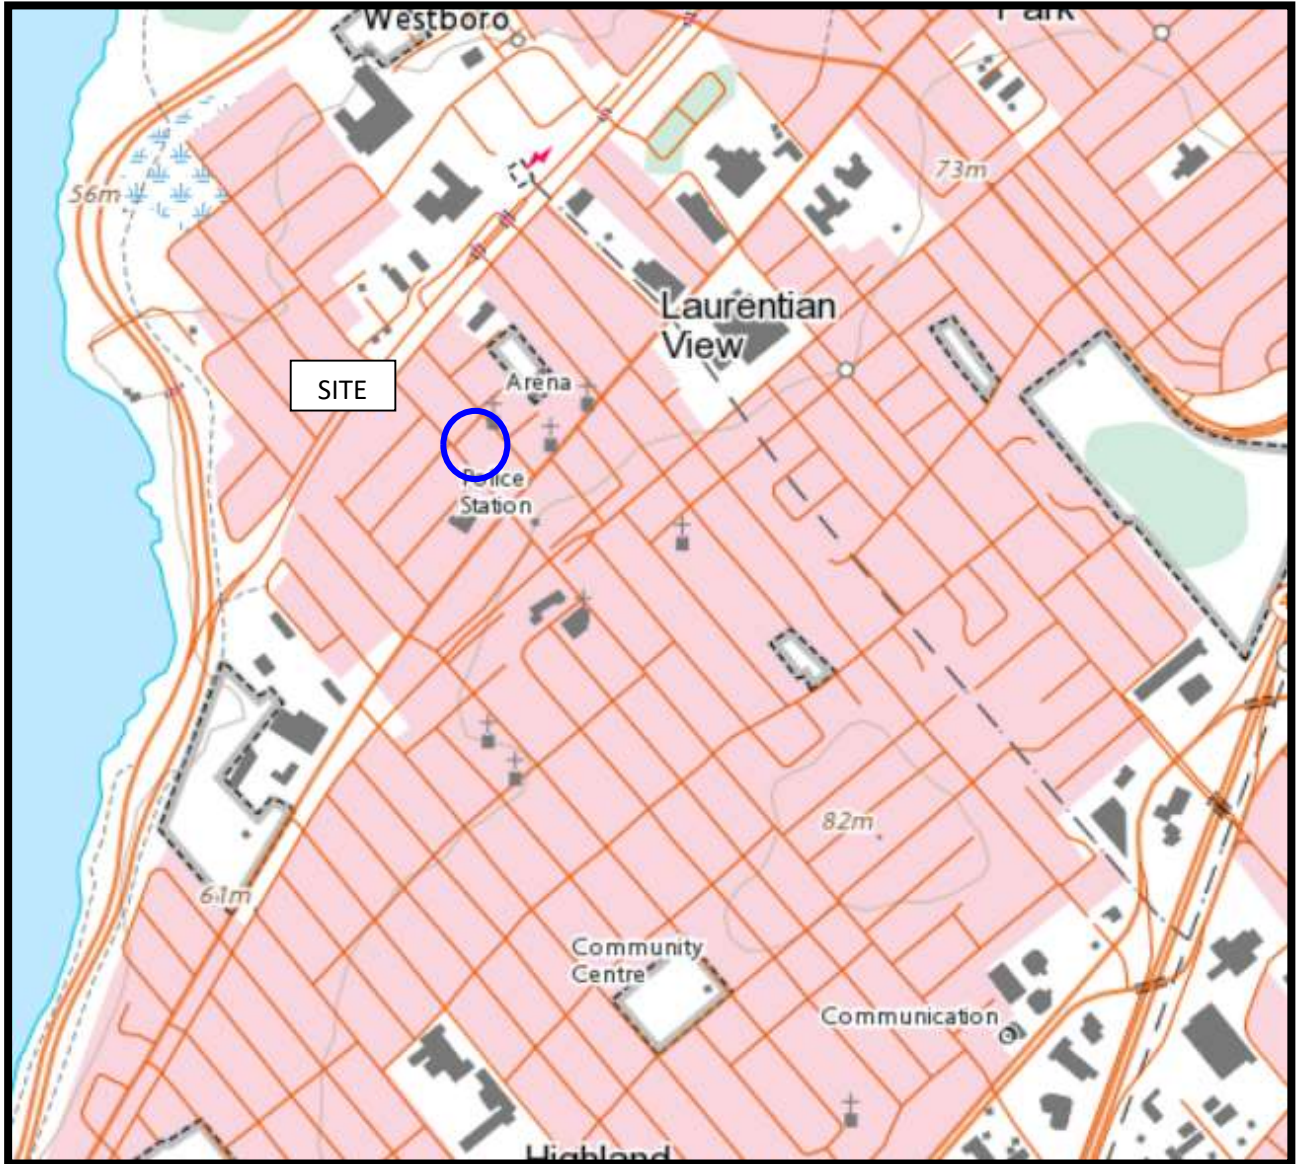 Westboro
Park
73m
56m
Laurentian
View
SITE
Arena
Police
Station
82m
61m
Community
Centre
Communication
Highland